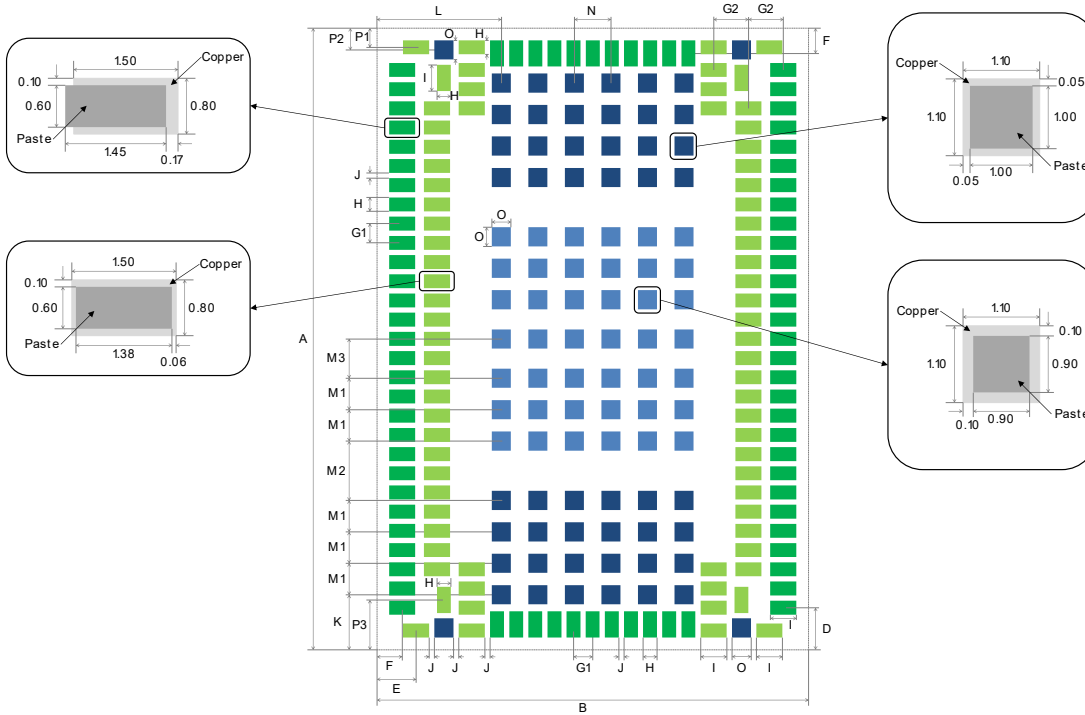 L
N
G2
G2
P2
P1
O
H
F
I
H
1.50
Copper
0.10
0.60
0.80
Paste
1.45
0.17
1.10
Copper
0.05
1.10
1.00
Paste
0.05
1.00
J
H
G1
O
O
1.50
Copper
0.10
0.60
0.80
Paste
1.38
0.06
1.10
Copper
0.10
1.10
0.90
Paste
0.10
0.90
A
M3
M1
M1
M2
M1
M1
M1
H
K
P3
I
D
F
J
J
J
G1
J
H
I
O
I
E
B